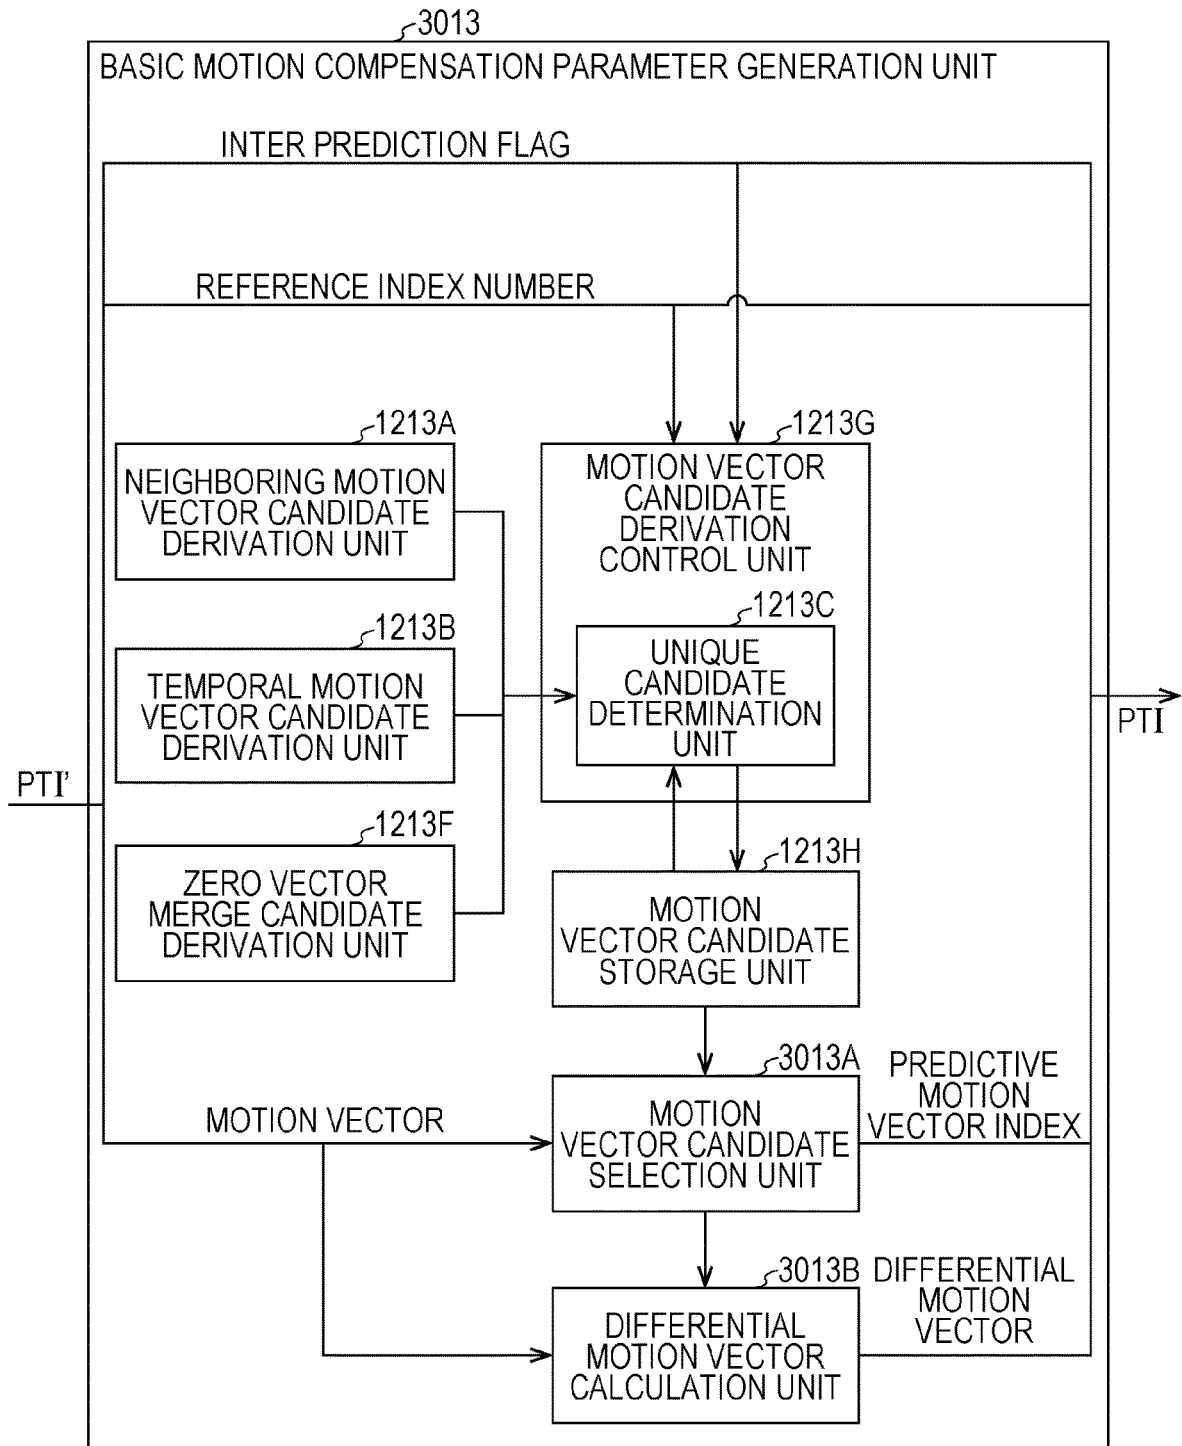 3013
BASIC MOTION COMPENSATION PARAMETER GENERATION UNIT
INTER PREDICTION FLAG
REFERENCE INDEX NUMBER
1213A
NEIGHBORING MOTION
VECTOR CANDIDATE
DERIVATION UNIT
1213G
MOTION VECTOR
CANDIDATE
DERIVATION
CONTROL UNIT
1213C
UNIQUE
CANDIDATE
DETERMINATION
UNIT
1213B
TEMPORAL MOTION
VECTOR CANDIDATE
DERIVATION UNIT
PTI
PTI'
1213F
ZERO VECTOR
MERGE CANDIDATE
DERIVATION UNIT
1213H
MOTION
VECTOR CANDIDATE
STORAGE UNIT
3013A
MOTION
VECTOR CANDIDATE
SELECTION UNIT
MOTION VECTOR
PREDICTIVE
MOTION
VECTOR INDEX
3013B
DIFFERENTIAL
MOTION VECTOR
CALCULATION UNIT
DIFFERENTIAL
MOTION
VECTOR